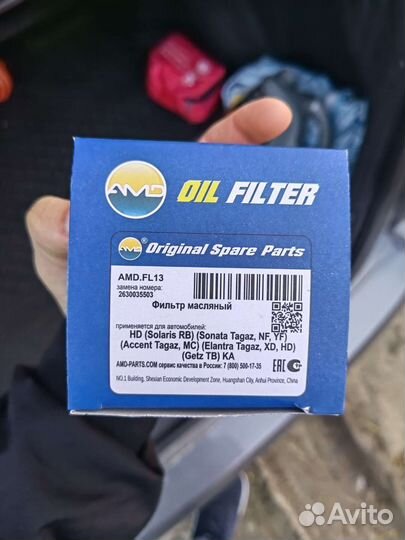 AMD OIL FILTER
AMD ® Original Spare Parts
AMD.FL13
замена номера:
2630035503
Фильтр масляный
применяется для автомобилей:
HD (Solaris RB) (Sonata Tagaz, NF, YF)
(Accent Tagaz, MC) (Elantra Tagaz, XD, HD)
(Getz TB) KA
AMD-PARTS.COM сервис качества в России: 7 (800) 500-17-35
NO.1 Building, Shexian Economic Development Zone, Huangshan City, Anhui Province, China
EAC
Avito